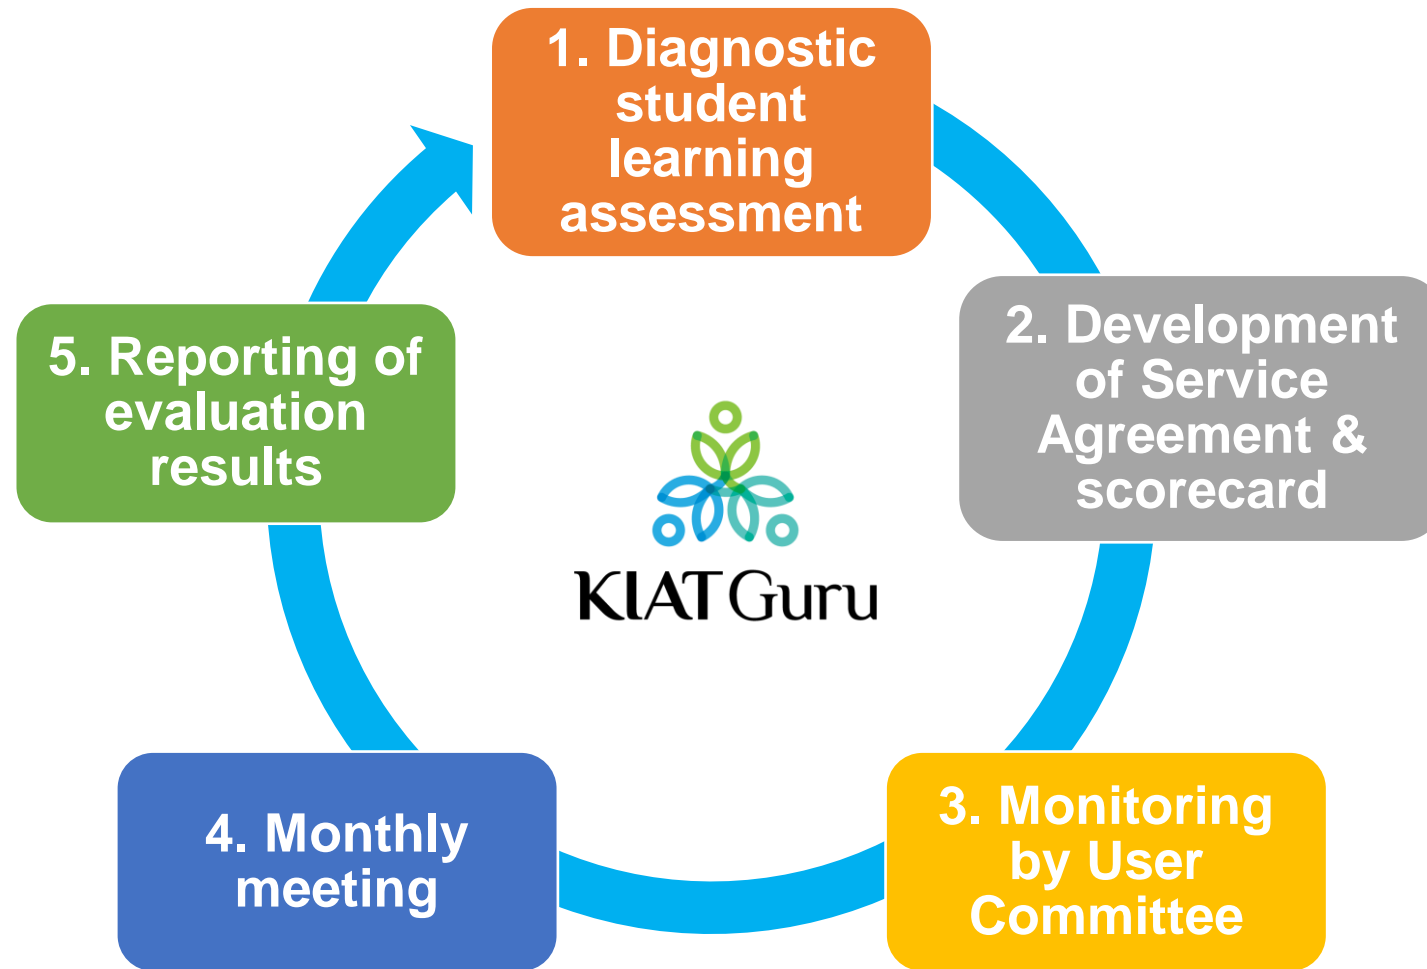 1. Diagnostic
student
learning
assessment
2. Development
of Service
Agreement &
scorecard
3. Monitoring
by User
Committee
4. Monthly
meeting
5. Reporting of
evaluation
results
KIAT Guru